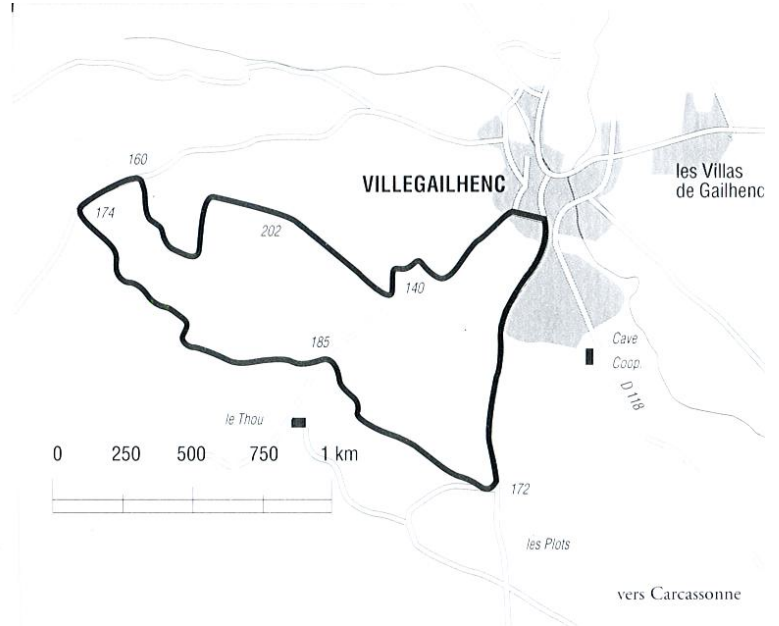 160
174
VILLEGAILHENC
les Villas
de Gailhenc
202
140
185
Cave
Coop.
D 118
le Thou
0 250 500 750 1 km
172
les Plots
vers Carcassonne